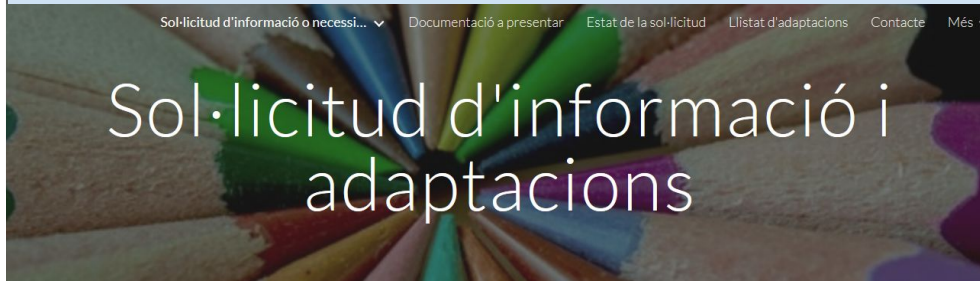 Sol·licitud d'informació o necessi... Documentació a presentar Estat de la sol·licitud Llistat d'adaptacions Contacte Més
Sol·licitud d'informació i
adaptacions